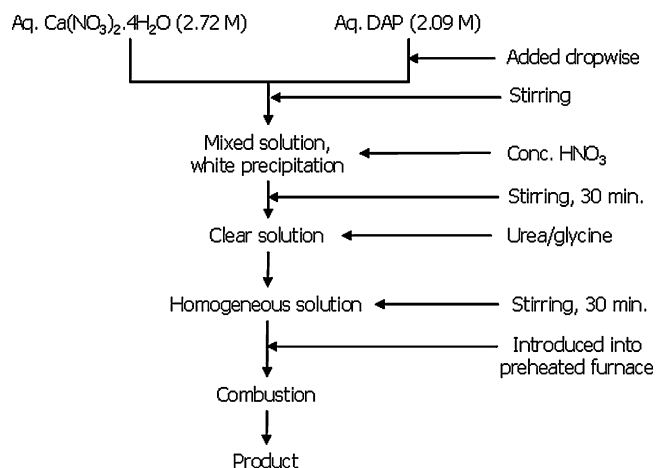 Aq. Ca(NO₃)₂.4H₂O (2.72 M)
Aq. DAP (2.09 M)
Added dropwise
Stirring
Mixed solution,
white precipitation
Conc. HNO₃
Stirring, 30 min.
Clear solution
Urea/glycine
Homogeneous solution
Stirring, 30 min.
Introduced into
preheated furnace
Combustion
Product